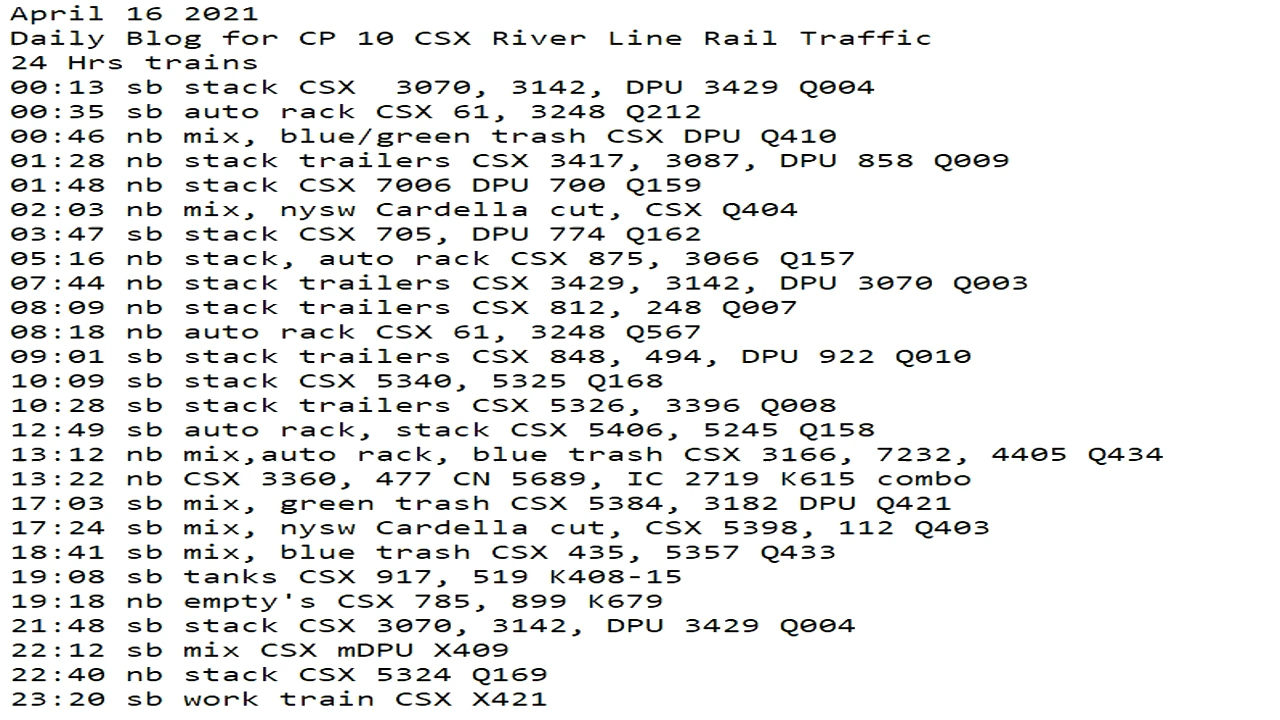 April 16 2021
Daily Blog for CP 10 CSX River Line Rail Traffic
24 Hrs trains
00:13 sb stack CSX  3070, 3142, DPU 3429 Q004
00:35 sb auto rack CSX 61, 3248 Q212
00:46 nb mix, blue/green trash CSX DPU Q410
01:28 nb stack trailers CSX 3417, 3087, DPU 858 Q009
01:48 nb stack CSX 7006 DPU 700 Q159
02:03 nb mix, nysw Cardella cut, CSX Q404
03:47 sb stack CSX 705, DPU 774 Q162
05:16 nb stack, auto rack CSX 875, 3066 Q157
07:44 nb stack trailers CSX 3429, 3142, DPU 3070 Q003
08:09 nb stack trailers CSX 812, 248 Q007
08:18 nb auto rack CSX 61, 3248 Q567
09:01 sb stack trailers CSX 848, 494, DPU 922 Q010
10:09 sb stack CSX 5340, 5325 Q168
10:28 sb stack trailers CSX 5326, 3396 Q008
12:49 sb auto rack, stack CSX 5406, 5245 Q158
13:12 nb mix,auto rack, blue trash CSX 3166, 7232, 4405 Q434
13:22 nb CSX 3360, 477 CN 5689, IC 2719 K615 combo
17:03 sb mix, green trash CSX 5384, 3182 DPU Q421
17:24 sb mix, nysw Cardella cut, CSX 5398, 112 Q403
18:41 sb mix, blue trash CSX 435, 5357 Q433
19:08 sb tanks CSX 917, 519 K408-15
19:18 nb empty's CSX 785, 899 K679
21:48 sb stack CSX 3070, 3142, DPU 3429 Q004
22:12 sb mix CSX mDPU X409
22:40 nb stack CSX 5324 Q169
23:20 sb work train CSX X421